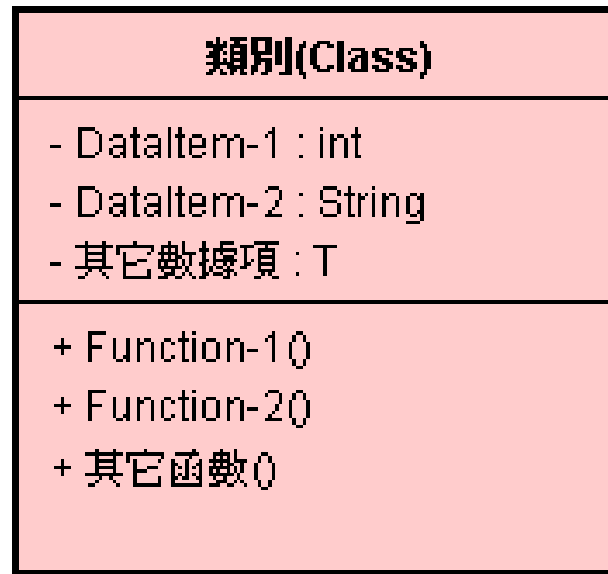 類別(Class)
- DataItem-1 : int
- DataItem-2 : String
- 其它數據項 : T
+ Function-1()
+ Function-2()
+ 其它函數()